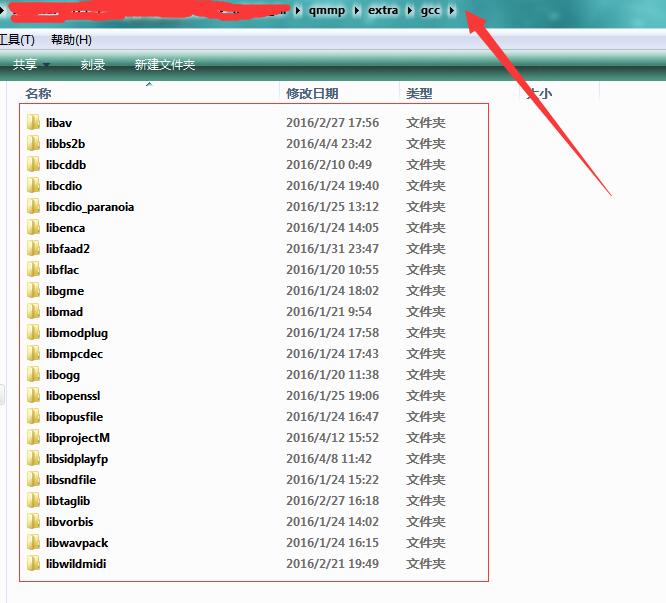 qmmp extra gcc
工具(T) 帮助(H)
共享 刻录 新建文件夹
名称 修改日期 类型 大小
libav 2016/2/27 17:56 文件夹
libbs2b 2016/4/4 23:42 文件夹
libcddb 2016/2/10 0:49 文件夹
libcdio 2016/1/24 19:40 文件夹
libcdio_paranoia 2016/1/25 13:12 文件夹
libenca 2016/1/24 14:05 文件夹
libfaad2 2016/1/31 23:47 文件夹
libflac 2016/1/20 10:55 文件夹
libgme 2016/1/24 18:02 文件夹
libmad 2016/1/21 9:54 文件夹
libmodplug 2016/1/24 17:58 文件夹
libmpcdec 2016/1/24 17:43 文件夹
libogg 2016/1/20 11:38 文件夹
libopenssl 2016/1/25 19:06 文件夹
libopusfile 2016/1/24 16:47 文件夹
libprojectM 2016/4/12 15:52 文件夹
libsidplayfp 2016/4/8 11:42 文件夹
libsndfile 2016/1/24 15:22 文件夹
libtaglib 2016/2/27 16:18 文件夹
libvorbis 2016/1/24 14:02 文件夹
libwavpack 2016/1/24 16:15 文件夹
libwildmidi 2016/2/21 19:49 文件夹